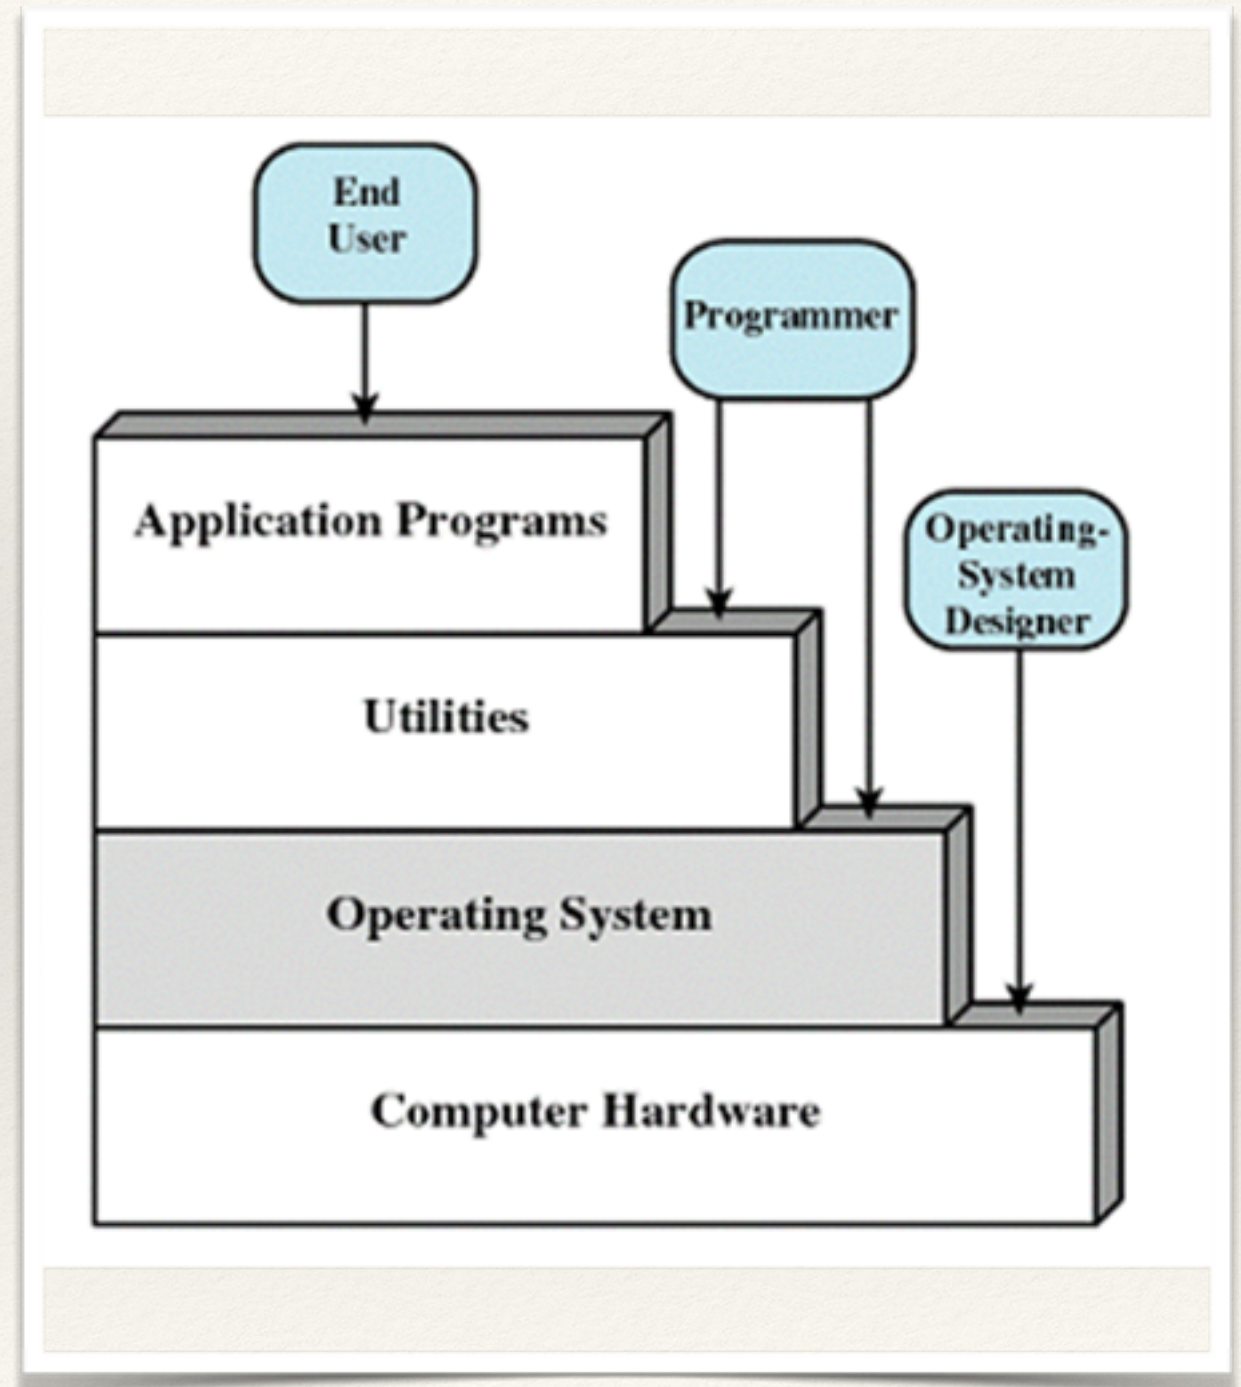 End
User
Programmer
Application Programs
Operating-
System
Designer
Utilities
Operating System
Computer Hardware